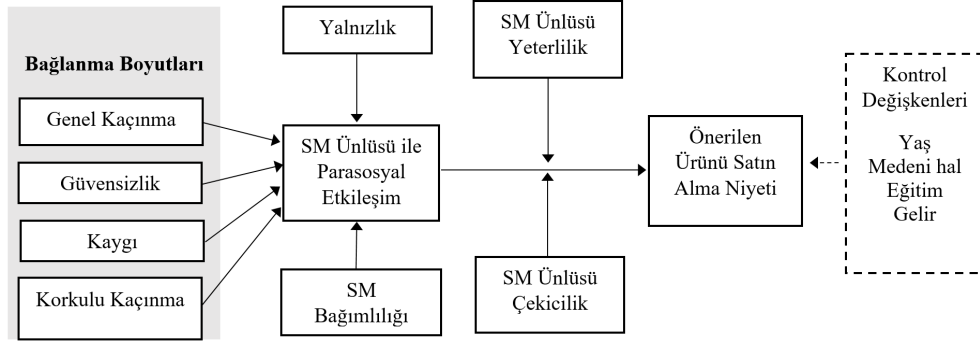 Bağlanma Boyutları
Genel Kaçınma
Güvensizlik
Kaygı
Korkulu Kaçınma
Yalnızlık
SM Ünlüsü ile
Parasosyal
Etkileşim
SM
Bağımlılığı
SM Ünlüsü
Yeterlilik
SM Ünlüsü
Çekicilik
Önerilen
Ürünü Satın
Alma Niyeti
Kontrol
Değişkenleri
Yaş
Medeni hal
Eğitim
Gelir